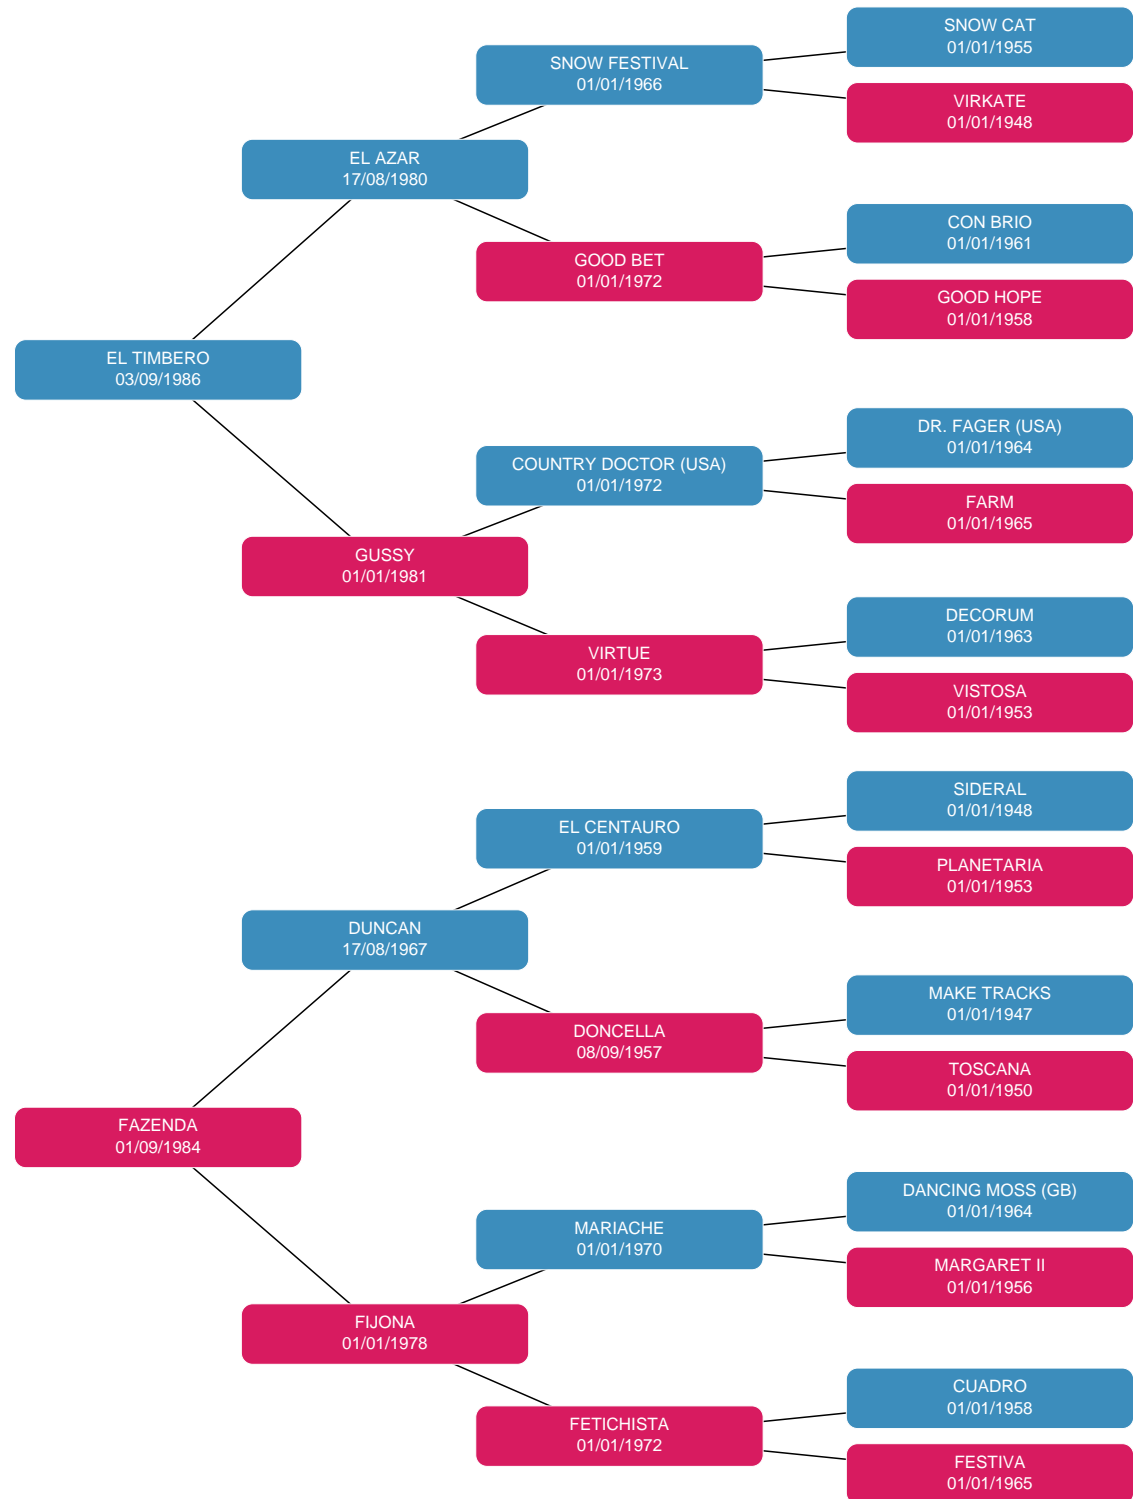 SNOW CAT
01/01/1955
SNOW FESTIVAL
01/01/1966
VIRKATE
01/01/1948
EL AZAR
17/08/1980
CON BRIO
01/01/1961
GOOD BET
01/01/1972
GOOD HOPE
01/01/1958
EL TIMBERO
03/09/1986
DR. FAGER (USA)
01/01/1964
COUNTRY DOCTOR (USA)
01/01/1972
FARM
01/01/1965
GUSSY
01/01/1981
DECORUM
01/01/1963
VIRTUE
01/01/1973
VISTOSA
01/01/1953
SIDERAL
01/01/1948
EL CENTAURO
01/01/1959
PLANETARIA
01/01/1953
DUNCAN
17/08/1967
MAKE TRACKS
01/01/1947
DONCELLA
08/09/1957
TOSCANA
01/01/1950
FAZENDA
01/09/1984
DANCING MOSS (GB)
01/01/1964
MARIACHE
01/01/1970
MARGARET II
01/01/1956
FIJONA
01/01/1978
CUADRO
01/01/1958
FETICHISTA
01/01/1972
FESTIVA
01/01/1965